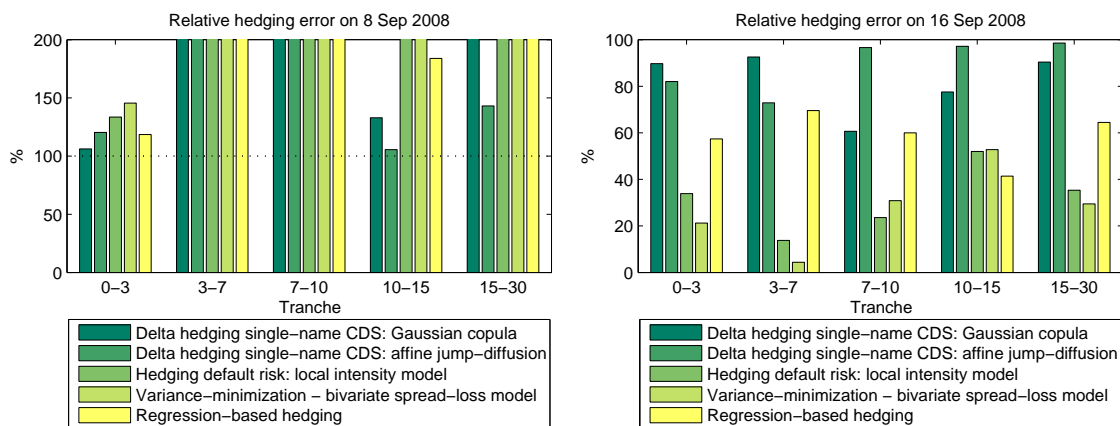 Relative hedging error on 8 Sep 2008
200
150
100
50
0
%
0−3
3−7
7−10
10−15
15−30
Tranche
Delta hedging single−name CDS: Gaussian copula
Delta hedging single−name CDS: affine jump−diffusion
Hedging default risk: local intensity model
Variance−minimization − bivariate spread−loss model
Regression−based hedging
Relative hedging error on 16 Sep 2008
100
80
60
40
20
0
%
0−3
3−7
7−10
10−15
15−30
Tranche
Delta hedging single−name CDS: Gaussian copula
Delta hedging single−name CDS: affine jump−diffusion
Hedging default risk: local intensity model
Variance−minimization − bivariate spread−loss model
Regression−based hedging